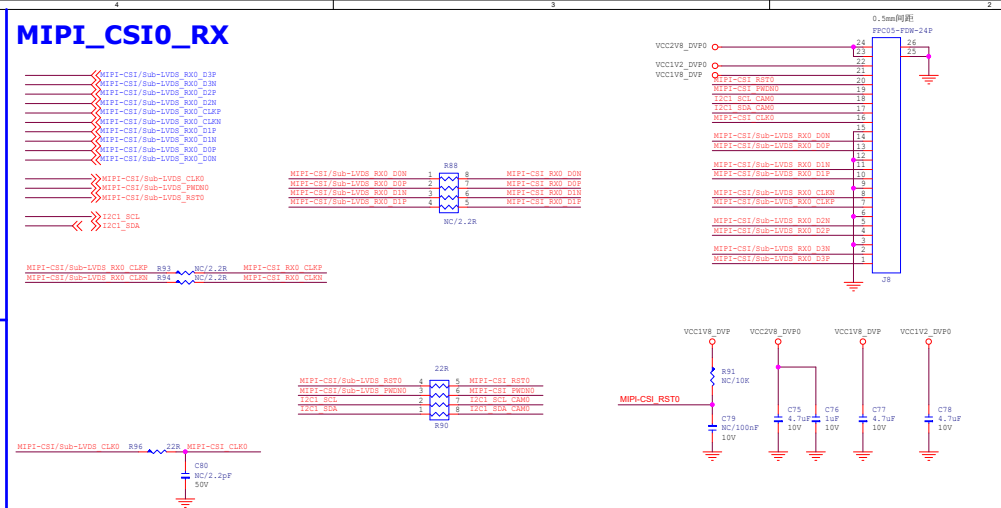 4
3
2
MIPI_CSI0_RX
MIPI-CSI/Sub-LVDS_RX0_D3P
MIPI-CSI/Sub-LVDS_RX0_D3N
MIPI-CSI/Sub-LVDS_RX0_D2P
MIPI-CSI/Sub-LVDS_RX0_D2N
MIPI-CSI/Sub-LVDS_RX0_CLKP
MIPI-CSI/Sub-LVDS_RX0_CLKN
MIPI-CSI/Sub-LVDS_RX0_D1P
MIPI-CSI/Sub-LVDS_RX0_D1N
MIPI-CSI/Sub-LVDS_RX0_D0P
MIPI-CSI/Sub-LVDS_RX0_D0N
MIPI-CSI/Sub-LVDS_CLK0
MIPI-CSI/Sub-LVDS_PWDN0
MIPI-CSI/Sub-LVDS_RST0
I2C1_SCL
I2C1_SDA
R88
MIPI-CSI/Sub-LVDS_RX0_D0N 1 8 MIPI-CSI_RX0_D0N
MIPI-CSI/Sub-LVDS_RX0_D0P 2 7 MIPI-CSI_RX0_D0P
MIPI-CSI/Sub-LVDS_RX0_D1N 3 6 MIPI-CSI_RX0_D1N
MIPI-CSI/Sub-LVDS_RX0_D1P 4 5 MIPI-CSI_RX0_D1P
NC/2.2R
MIPI-CSI/Sub-LVDS_RX0_CLKP R93 NC/2.2R MIPI-CSI_RX0_CLKP
MIPI-CSI/Sub-LVDS_RX0_CLKN R94 NC/2.2R MIPI-CSI_RX0_CLKN
0.5mm间距
FPC05-FDW-24P
VCC2V8_DVP0 24 26
23 25
VCC1V2_DVP0 22
VCC1V8_DVP 21
MIPI-CSI_RST0 20
MIPI-CSI_PWDN0 19
I2C1_SCL_CAM0 18
I2C1_SDA_CAM0 17
MIPI-CSI_CLK0 16
15
MIPI-CSI/Sub-LVDS_RX0_D0N 14
MIPI-CSI/Sub-LVDS_RX0_D0P 13
12
MIPI-CSI/Sub-LVDS_RX0_D1N 11
MIPI-CSI/Sub-LVDS_RX0_D1P 10
9
MIPI-CSI/Sub-LVDS_RX0_CLKN 8
MIPI-CSI/Sub-LVDS_RX0_CLKP 7
6
MIPI-CSI/Sub-LVDS_RX0_D2N 5
MIPI-CSI/Sub-LVDS_RX0_D2P 4
3
MIPI-CSI/Sub-LVDS_RX0_D3N 2
MIPI-CSI/Sub-LVDS_RX0_D3P 1
J8
22R
MIPI-CSI/Sub-LVDS_RST0 4 5 MIPI-CSI_RST0
MIPI-CSI/Sub-LVDS_PWDN0 3 6 MIPI-CSI_PWDN0
I2C1_SCL 2 7 I2C1_SCL_CAM0
I2C1_SDA 1 8 I2C1_SDA_CAM0
R90
MIPI-CSI/Sub-LVDS_CLK0 R96 22R MIPI-CSI_CLK0
C80
NC/2.2pF
50V
VCC1V8_DVP VCC2V8_DVP0 VCC1V8_DVP VCC1V2_DVP0
R91
NC/10K
MIPI-CSI_RST0
C79
NC/100nF
10V
C75
4.7uF
10V
C76
1uF
10V
C77
4.7uF
10V
C78
4.7uF
10V